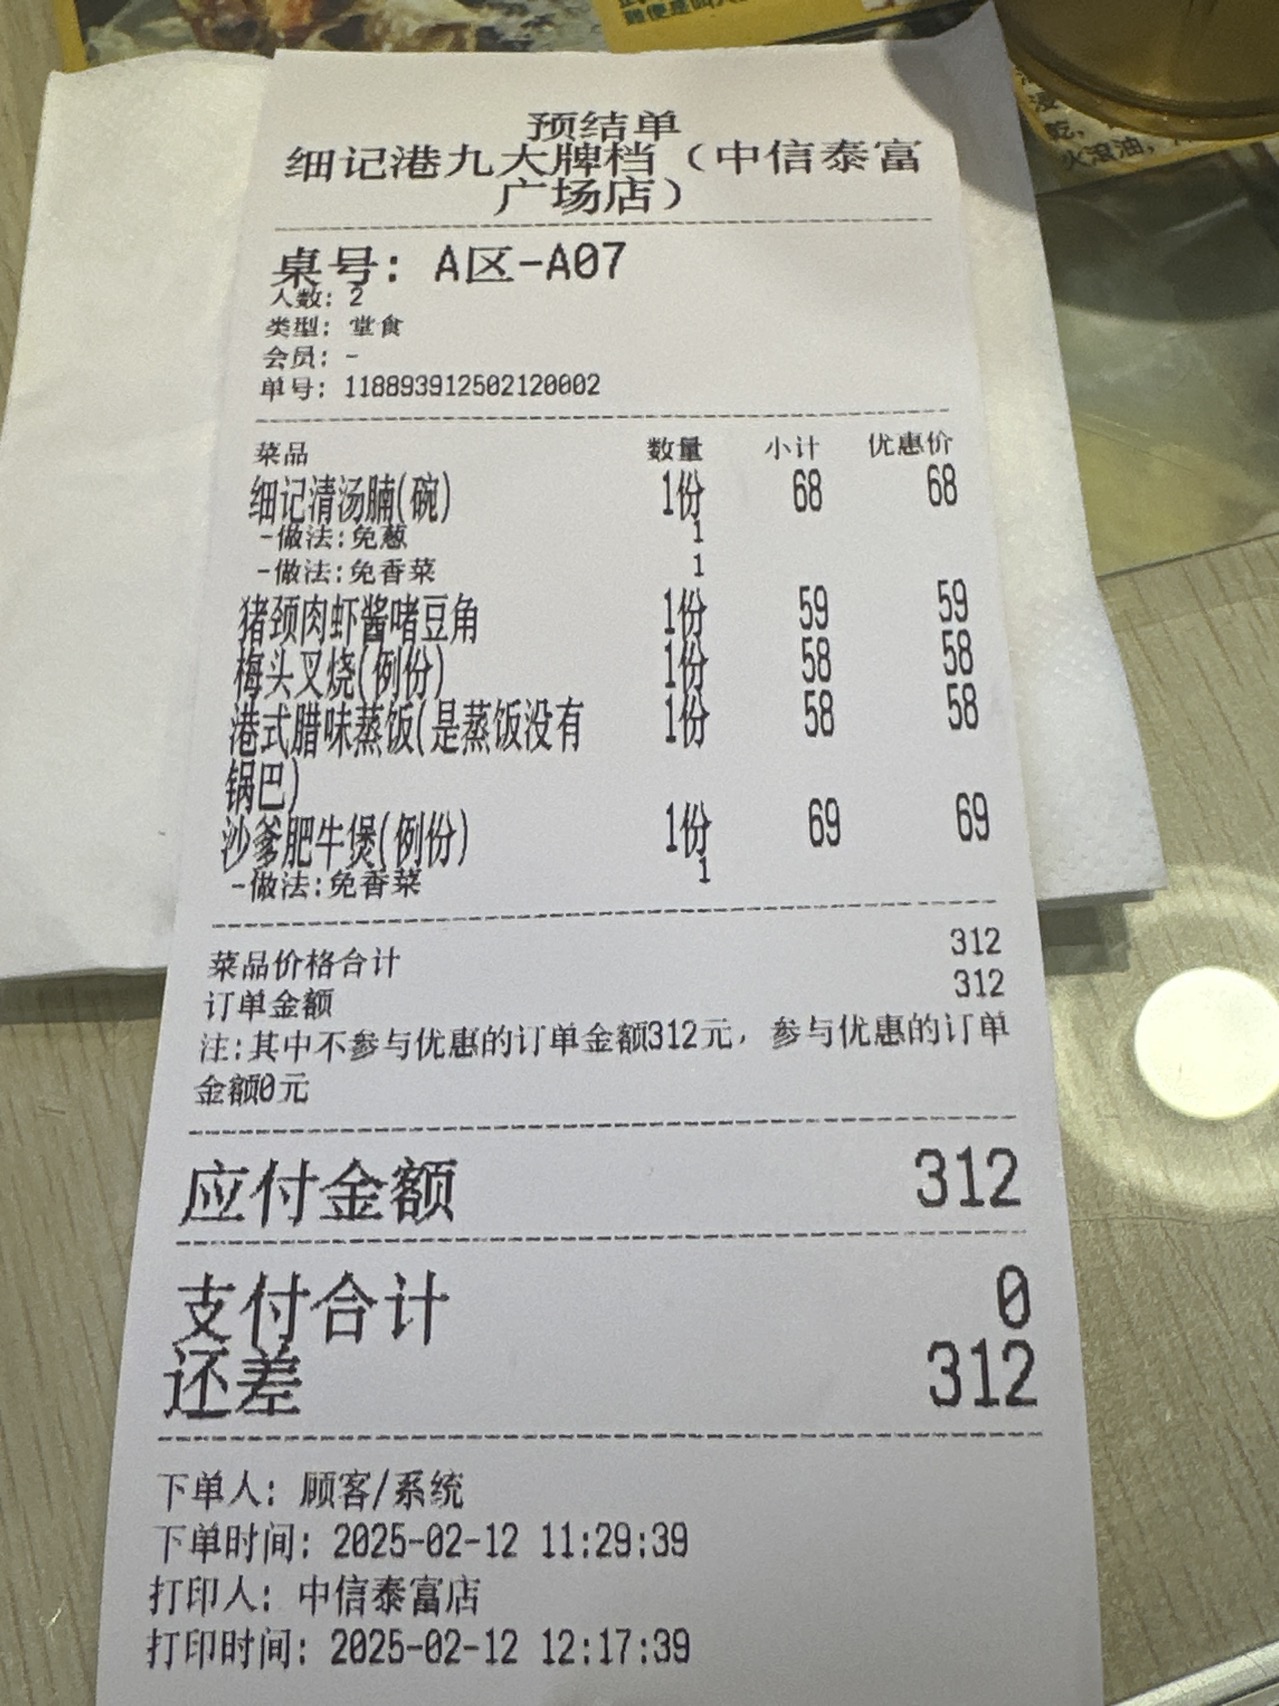 预结单
细记港九大牌档（中信泰富
广场店）
桌号: A区-A07
人数: 2
类型: 堂食
会员: -
单号: 118893912502120002
菜品 数量 小计 优惠价
细记清汤腩(碗) 1份 68 68
-做法:免葱 1
-做法:免香菜 1
猪颈肉虾酱啫豆角 1份 59 59
梅头叉烧(例份) 1份 58 58
港式腊味蒸饭(是蒸饭没有 1份 58 58
锅巴)
沙爹肥牛煲(例份) 1份 69 69
-做法:免香菜 1
菜品价格合计 312
订单金额 312
注:其中不参与优惠的订单金额312元，参与优惠的订单
金额0元
应付金额 312
支付合计 0
还差 312
下单人: 顾客/系统
下单时间: 2025-02-12 11:29:39
打印人: 中信泰富店
打印时间: 2025-02-12 12:17:39
火滚油，